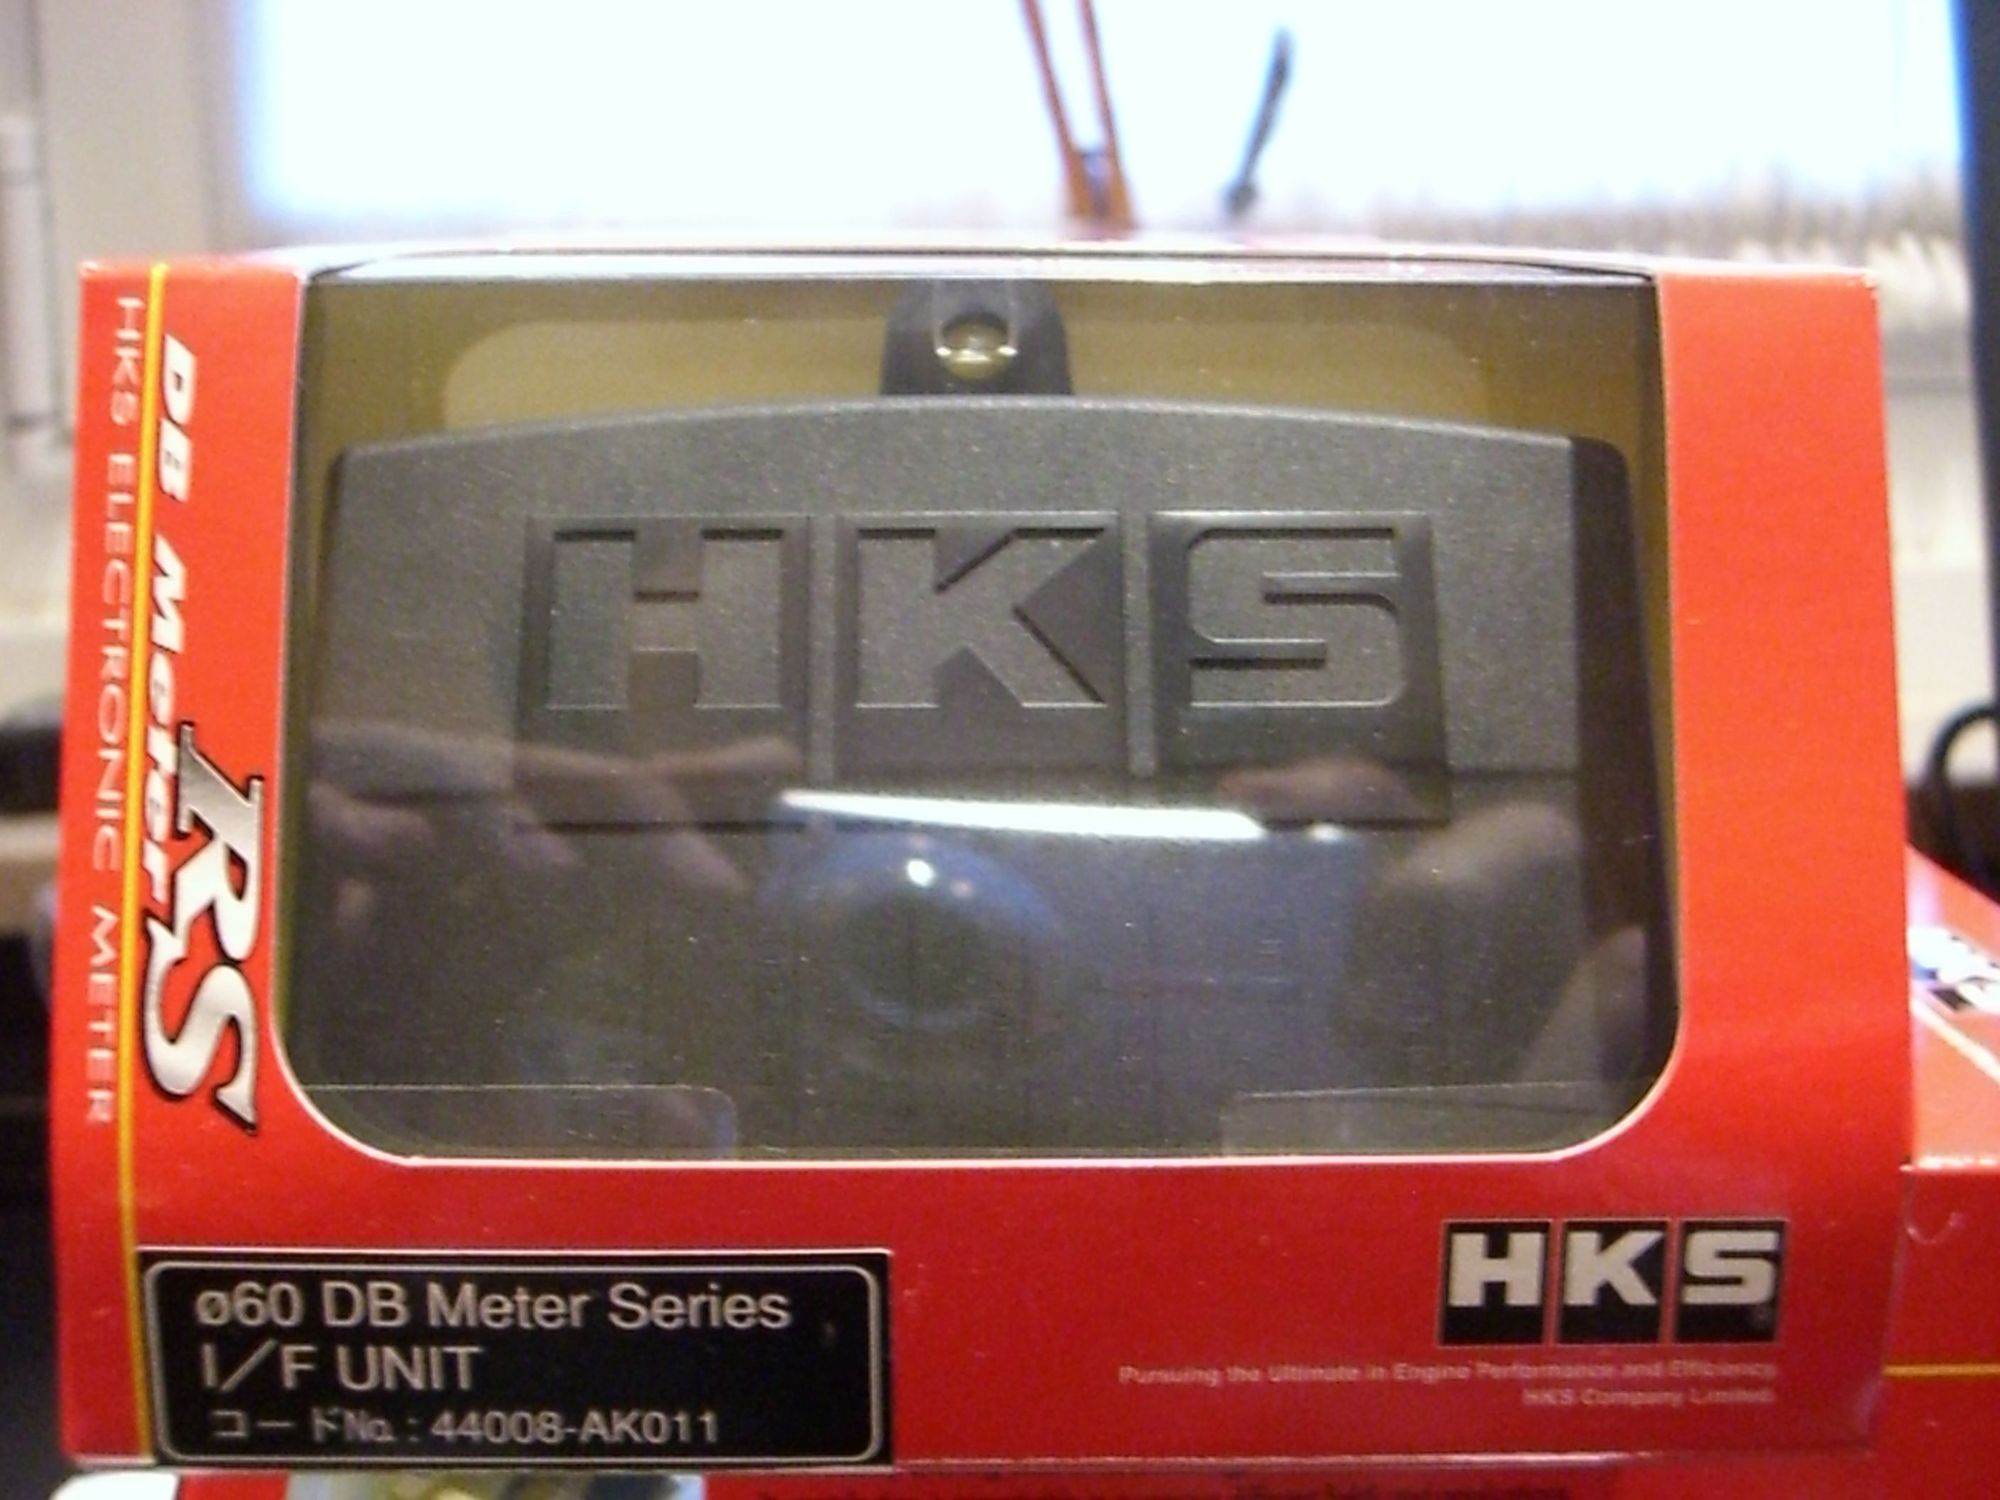 HKS
DB Meter RS
HKS ELECTRONIC METER
ø60 DB Meter Series
I/F UNIT
コードNo.: 44008-AK011
HKS
Pursuing the Ultimate in Engine Performance and Efficiency
HKS Company Limited